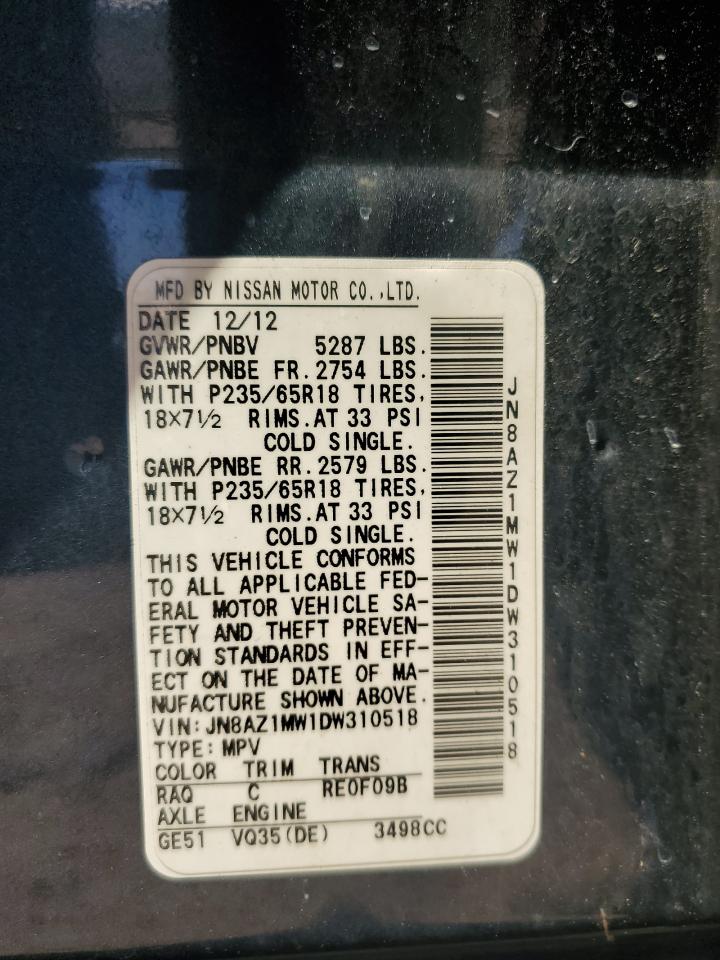 MFD BY NISSAN MOTOR CO.,LTD.
DATE 12/12
GVWR/PNBV 5287 LBS.
GAWR/PNBE FR. 2754 LBS.
WITH P235/65R18 TIRES,
18×7½ RIMS. AT 33 PSI
COLD SINGLE.
GAWR/PNBE RR. 2579 LBS.
WITH P235/65R18 TIRES,
18×7½ RIMS. AT 33 PSI
COLD SINGLE.
THIS VEHICLE CONFORMS
TO ALL APPLICABLE FED-
ERAL MOTOR VEHICLE SA-
FETY AND THEFT PREVEN-
TION STANDARDS IN EFF-
ECT ON THE DATE OF MA-
NUFACTURE SHOWN ABOVE.
VIN: JN8AZ1MW1DW310518
TYPE: MPV
COLOR TRIM TRANS
RAQ C RE0F09B
AXLE ENGINE
GE51 VQ35(DE) 3498CC
JN8AZ1MW1DW310518